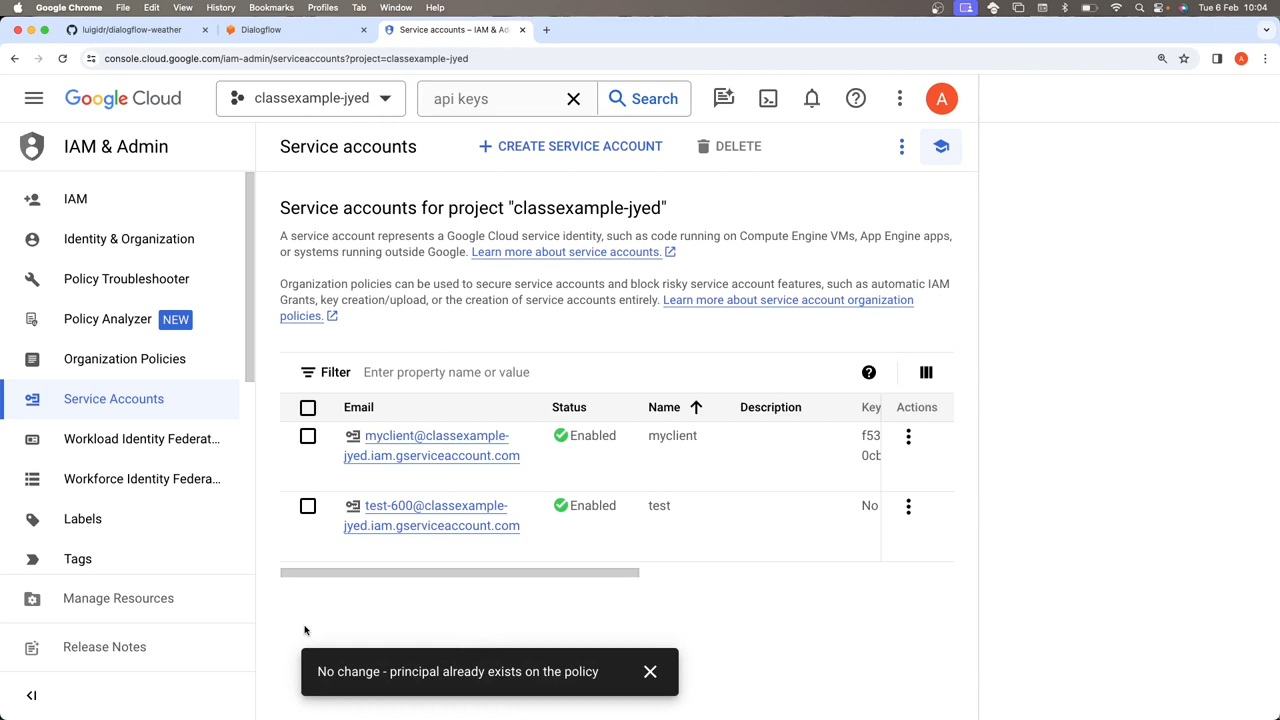 Google Chrome File Edit View History Bookmarks Profiles Tab Window Help
Tue 6 Feb 10:04
luigidr/dialogflow-weather
Dialogflow
Service accounts – IAM & Ad
console.cloud.google.com/iam-admin/serviceaccounts?project=classexample-jyed
A
Google Cloud
classexample-jyed
api keys
Search
A
IAM & Admin
Service accounts
+ CREATE SERVICE ACCOUNT
DELETE
IAM
Identity & Organization
Policy Troubleshooter
Policy Analyzer NEW
Organization Policies
Service Accounts
Workload Identity Federat...
Workforce Identity Federa...
Labels
Tags
Manage Resources
Release Notes
Service accounts for project "classexample-jyed"
A service account represents a Google Cloud service identity, such as code running on Compute Engine VMs, App Engine apps,
or systems running outside Google. Learn more about service accounts.
Organization policies can be used to secure service accounts and block risky service account features, such as automatic IAM
Grants, key creation/upload, or the creation of service accounts entirely. Learn more about service account organization
policies.
Filter Enter property name or value
Email Status Name Description Key Actions
myclient@classexample- Enabled myclient f53
jyed.iam.gserviceaccount.com 0cb
test-600@classexample- Enabled test No
jyed.iam.gserviceaccount.com
No change - principal already exists on the policy